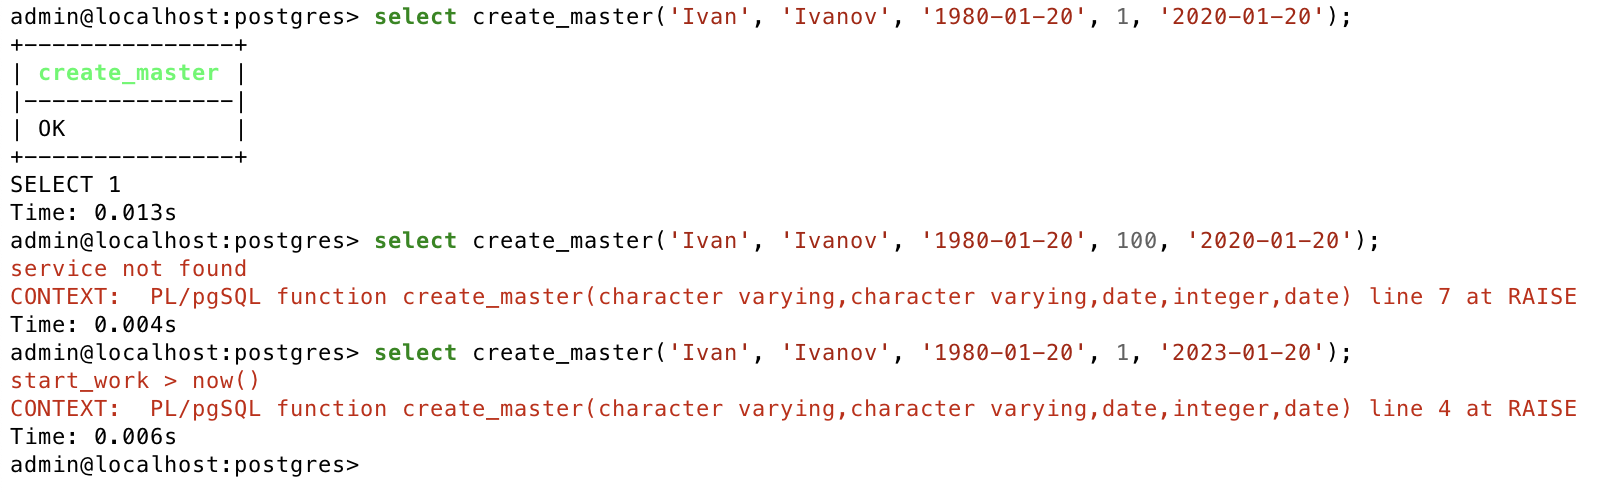 admin@localhost:postgres> select create_master('Ivan', 'Ivanov', '1980-01-20', 1, '2020-01-20');
+---------------+
| create_master |
|---------------|
| OK            |
+---------------+
SELECT 1
Time: 0.013s
admin@localhost:postgres> select create_master('Ivan', 'Ivanov', '1980-01-20', 100, '2020-01-20');
service not found
CONTEXT:  PL/pgSQL function create_master(character varying,character varying,date,integer,date) line 7 at RAISE
Time: 0.004s
admin@localhost:postgres> select create_master('Ivan', 'Ivanov', '1980-01-20', 1, '2023-01-20');
start_work > now()
CONTEXT:  PL/pgSQL function create_master(character varying,character varying,date,integer,date) line 4 at RAISE
Time: 0.006s
admin@localhost:postgres>